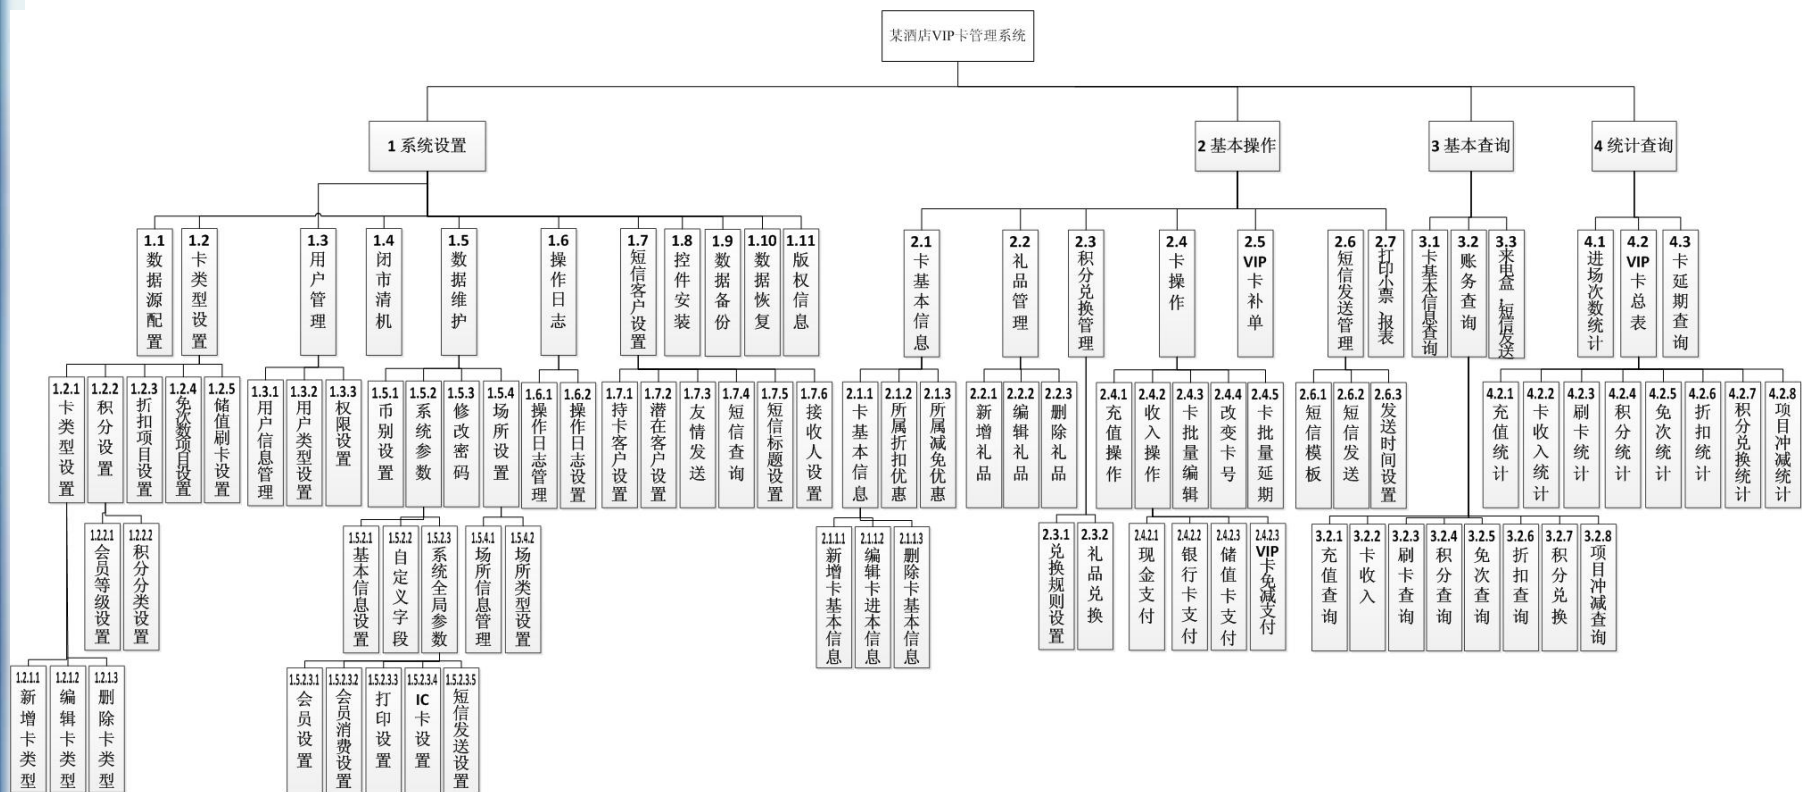 某酒店VIP卡管理系统
1 系统设置
2 基本操作
3 基本查询
4 统计查询
1.1 数据源配置
1.2 卡类型设置
1.3 用户管理
1.4 闭市清机
1.5 数据维护
1.6 操作日志
1.7 短信客户设置
1.8 控件安装
1.9 数据备份
1.10 数据恢复
1.11 版权信息
2.1 卡基本信息
2.2 礼品管理
2.3 积分兑换管理
2.4 卡操作
2.5 VIP卡补单
2.6 短信发送管理
2.7 打印小票、报表
3.1 卡基本信息查询
3.2 账务查询
3.3 来电盒,短信发送
4.1 进场次数统计
4.2 VIP卡总表
4.3 卡延期查询
1.2.1 卡类型设置
1.2.2 积分设置
1.2.3 折扣项目设置
1.2.4 免次数项目设置
1.2.5 储值刷卡设置
1.3.1 用户信息管理
1.3.2 用户类型设置
1.3.3 权限设置
1.5.1 币别设置
1.5.2 系统参数
1.5.3 修改密码
1.5.4 场所设置
1.6.1 操作日志管理
1.6.2 操作日志设置
1.7.1 持卡客户设置
1.7.2 潜在客户设置
1.7.3 友情发送
1.7.4 短信查询
1.7.5 短信标题设置
1.7.6 接收人设置
2.1.1 卡基本信息
2.1.2 所属折扣优惠
2.1.3 所属减免优惠
2.2.1 新增礼品
2.2.2 编辑礼品
2.2.3 删除礼品
2.4.1 充值操作
2.4.2 收入操作
2.4.3 卡批量编辑
2.4.4 改变卡号
2.4.5 卡批量延期
2.6.1 短信模板
2.6.2 短信发送
2.6.3 发送时间设置
4.2.1 充值统计
4.2.2 卡收入统计
4.2.3 刷卡统计
4.2.4 积分统计
4.2.5 免次统计
4.2.6 折扣统计
4.2.7 积分兑换统计
4.2.8 项目冲减统计
1.2.2.1 会员等级设置
1.2.2.2 积分分类设置
1.5.2.1 基本信息设置
1.5.2.2 自定义字段
1.5.2.3 系统全局参数
1.5.4.1 场所信息管理
1.5.4.2 场所类型设置
2.1.1.1 新增卡基本信息
2.1.1.2 编辑卡进本信息
2.1.1.3 删除卡基本信息
2.3.1 兑换规则设置
2.3.2 礼品兑换
2.4.2.1 现金支付
2.4.2.2 银行卡支付
2.4.2.3 储值卡支付
2.4.2.3 VIP卡免减支付
3.2.1 充值查询
3.2.2 卡收入
3.2.3 刷卡查询
3.2.4 积分查询
3.2.5 免次查询
3.2.6 折扣查询
3.2.7 积分兑换
3.2.8 项目冲减查询
1.2.1.1 新增卡类型
1.2.1.2 编辑卡类型
1.2.1.3 删除卡类型
1.5.2.3.1 会员设置
1.5.2.3.2 会员消费设置
1.5.2.3.3 打印设置
1.5.2.3.4 IC卡设置
1.5.2.3.5 短信发送设置